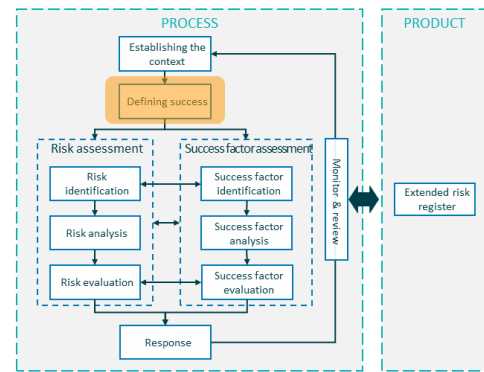 PROCESS
PRODUCT
Establishing the
context
Defining success
Risk assessment
Success factor assessment
Risk
identification
Success factor
identification
Risk analysis
Success factor
analysis
Risk evaluation
Success factor
evaluation
Response
Monitor & review
Extended risk
register